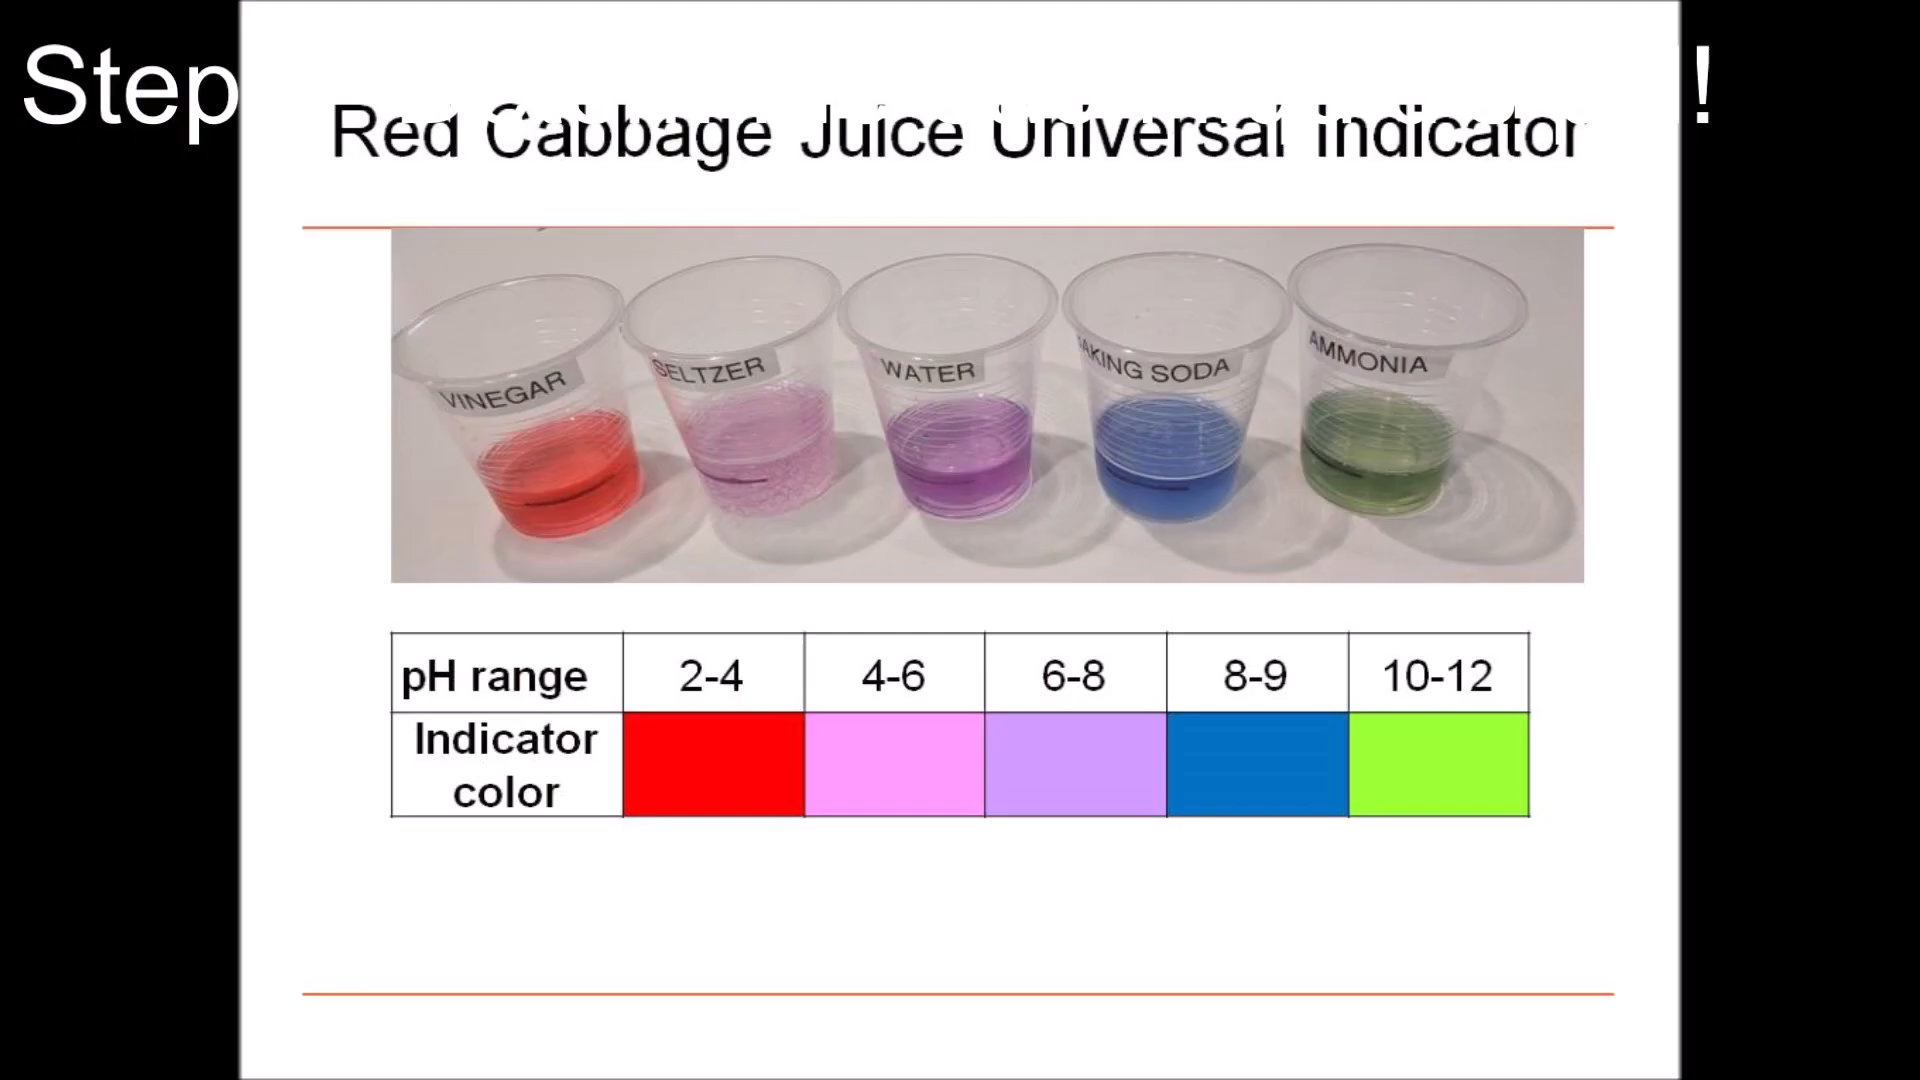 Step !
Red Cabbage Juice Universal Indicator
VINEGAR
SELTZER
WATER
AKING SODA
AMMONIA
pH range 2-4 4-6 6-8 8-9 10-12
Indicator
color